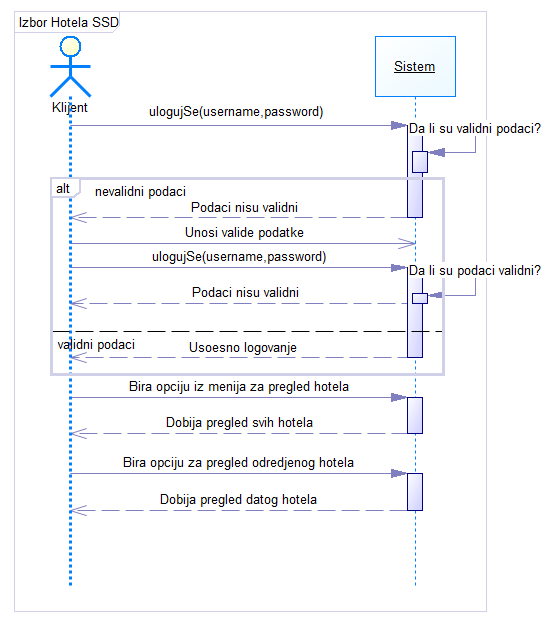 Izbor Hotela SSD
Sistem
Klijent
ulogujSe(username,password)
Da li su validni podaci?
alt
nevalidni podaci
Podaci nisu validni
Unosi valide podatke
ulogujSe(username,password)
Da li su podaci validni?
Podaci nisu validni
validni podaci
Usoesno logovanje
Bira opciju iz menija za pregled hotela
Dobija pregled svih hotela
Bira opciju za pregled odredjenog hotela
Dobija pregled datog hotela